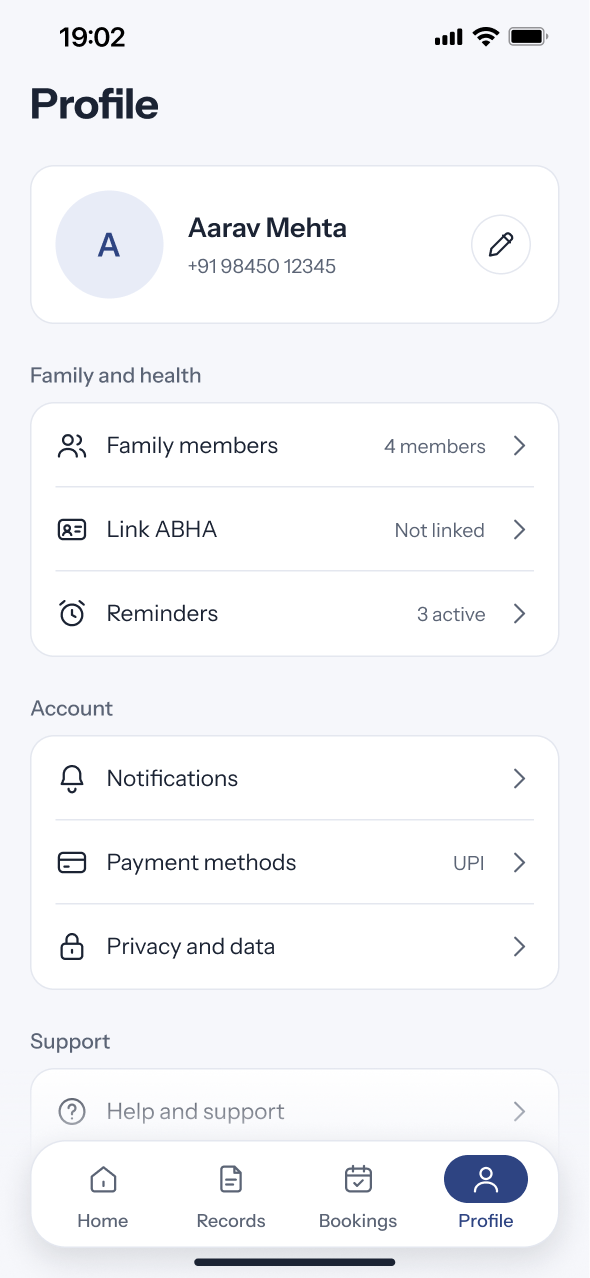 19:02
Profile
A
Aarav Mehta
+91 98450 12345
Family and health
Family members 4 members
Link ABHA Not linked
Reminders 3 active
Account
Notifications
Payment methods UPI
Privacy and data
Support
Help and support
Home Records Bookings Profile